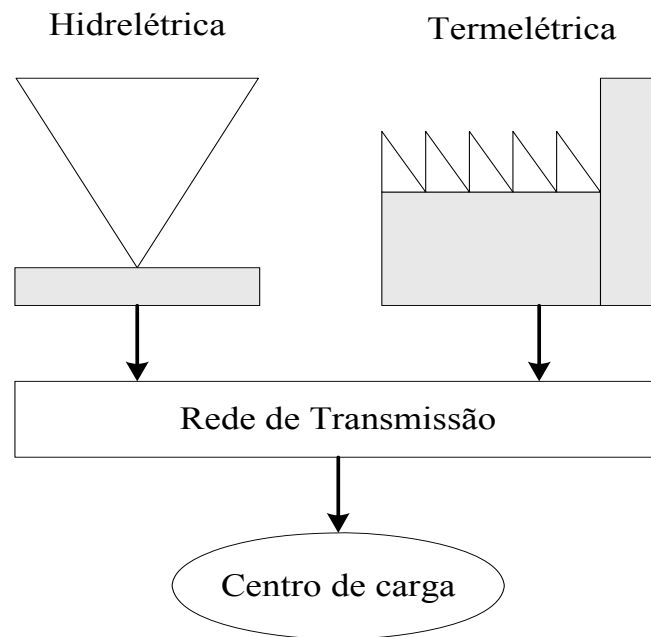 Hidrelétrica
Termelétrica
Rede de Transmissão
Centro de carga